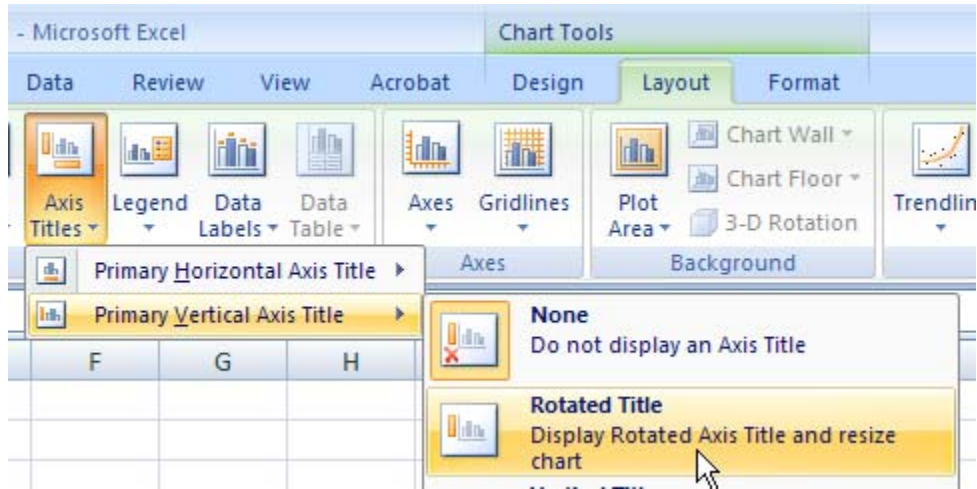 - Microsoft Excel
Chart Tools
Data Review View Acrobat Design Layout Format
Axis Titles
Legend
Data Labels
Data Table
Axes
Gridlines
Plot Area
Chart Wall
Chart Floor
3-D Rotation
Trendlin
Axes
Background
Primary Horizontal Axis Title
Primary Vertical Axis Title
F G H
None
Do not display an Axis Title
Rotated Title
Display Rotated Axis Title and resize
chart